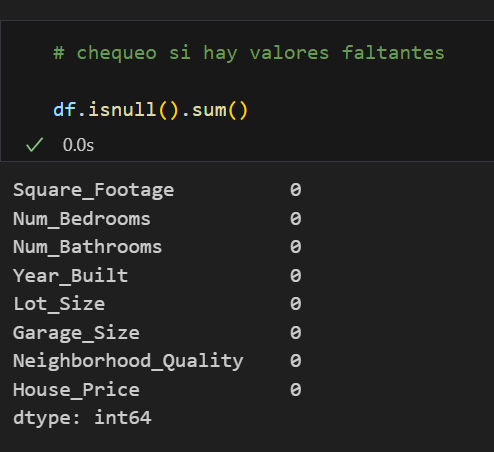 # chequeo si hay valores faltantes
df.isnull().sum()
0.0s
Square_Footage 0
Num_Bedrooms 0
Num_Bathrooms 0
Year_Built 0
Lot_Size 0
Garage_Size 0
Neighborhood_Quality 0
House_Price 0
dtype: int64